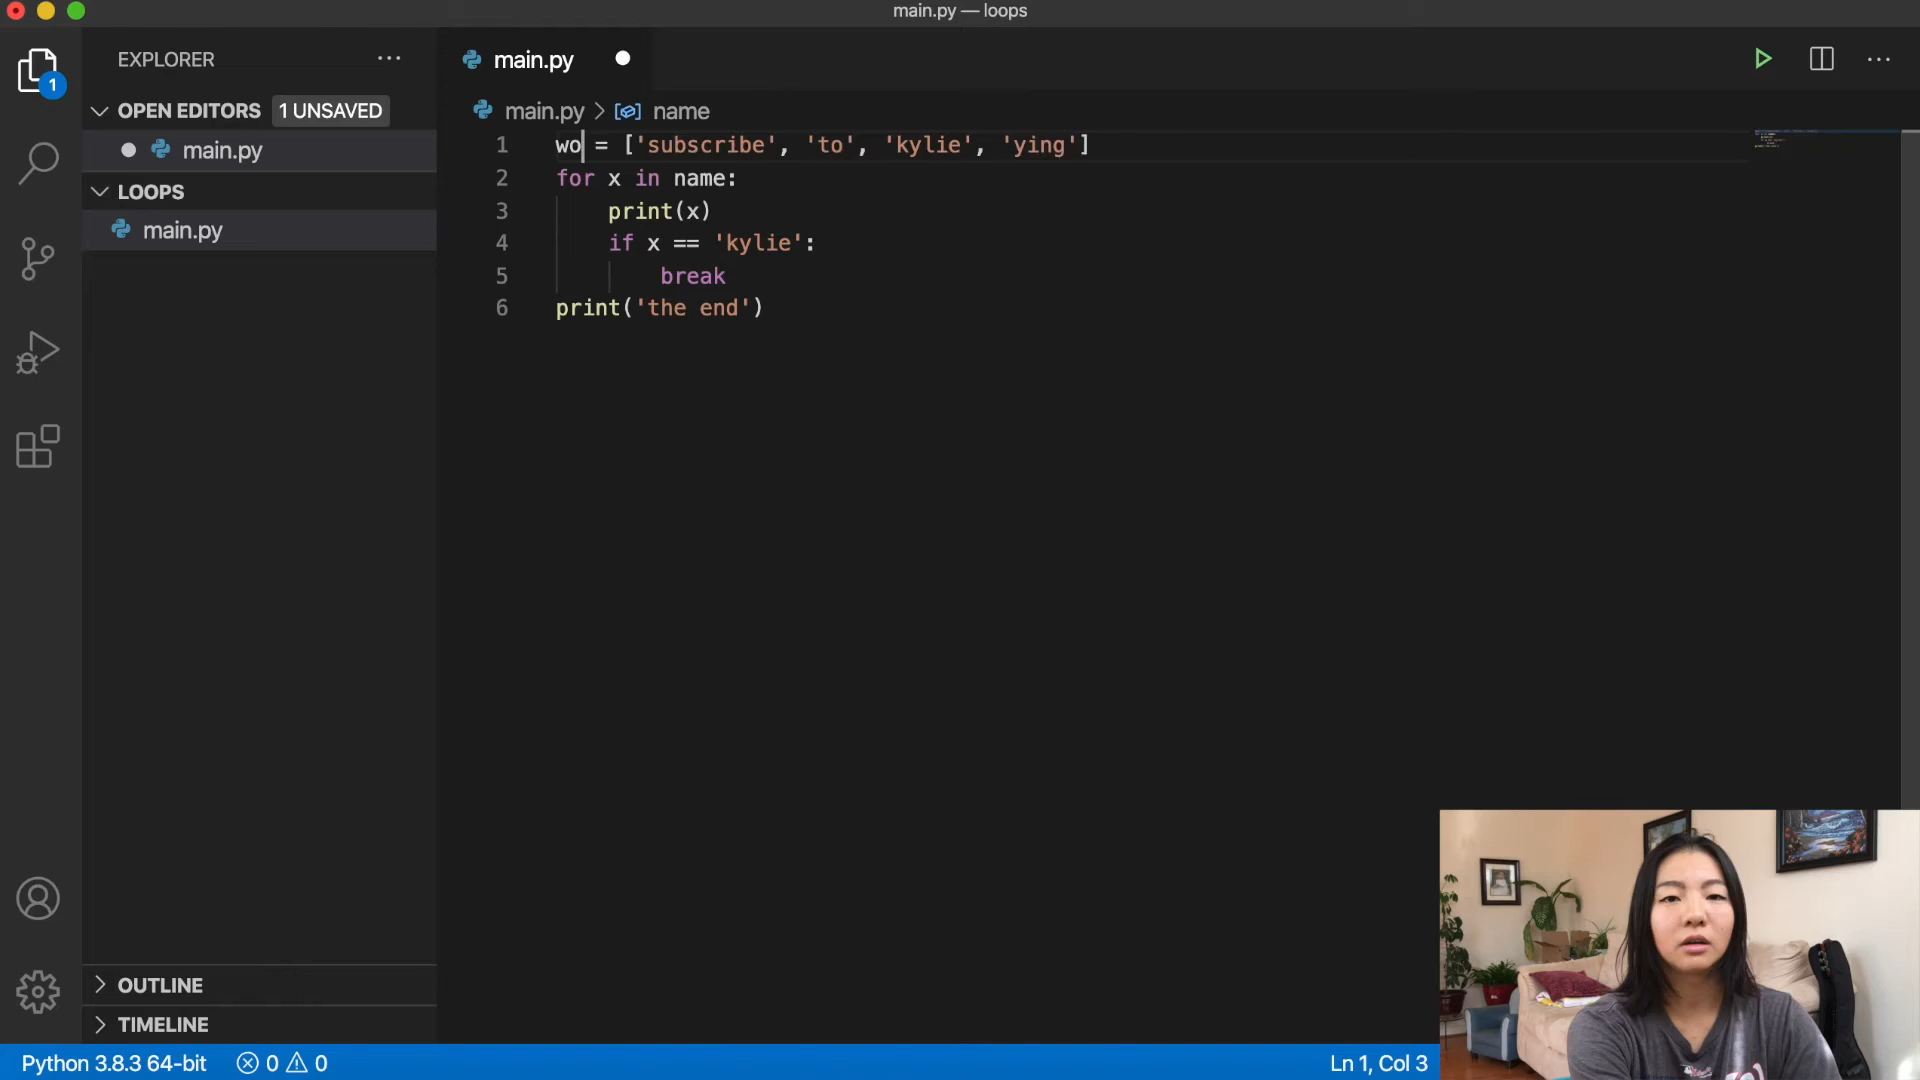 main.py — loops
EXPLORER
OPEN EDITORS 1 UNSAVED
main.py
LOOPS
main.py
OUTLINE
TIMELINE
1
main.py
main.py > name
1 wo = ['subscribe', 'to', 'kylie', 'ying']
2 for x in name:
3 print(x)
4 if x == 'kylie':
5 break
6 print('the end')
Python 3.8.3 64-bit 0 0
Ln 1, Col 3